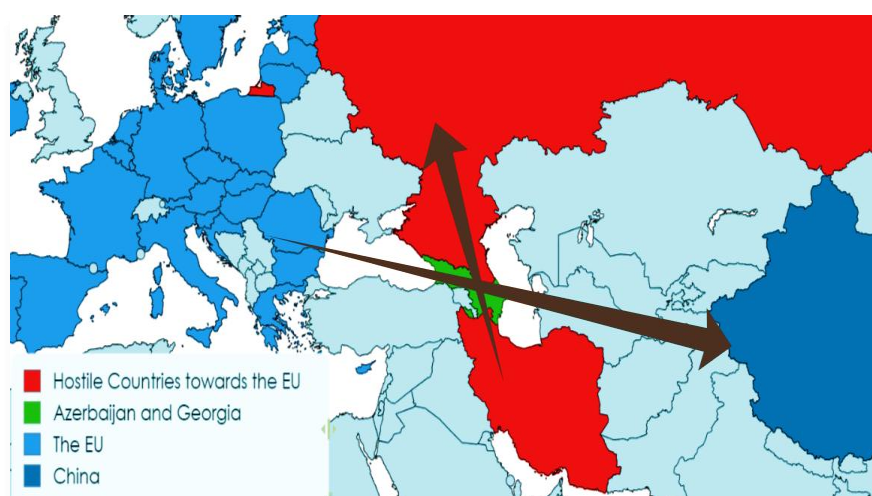 Hostile Countries towards the EU
Azerbaijan and Georgia
The EU
China